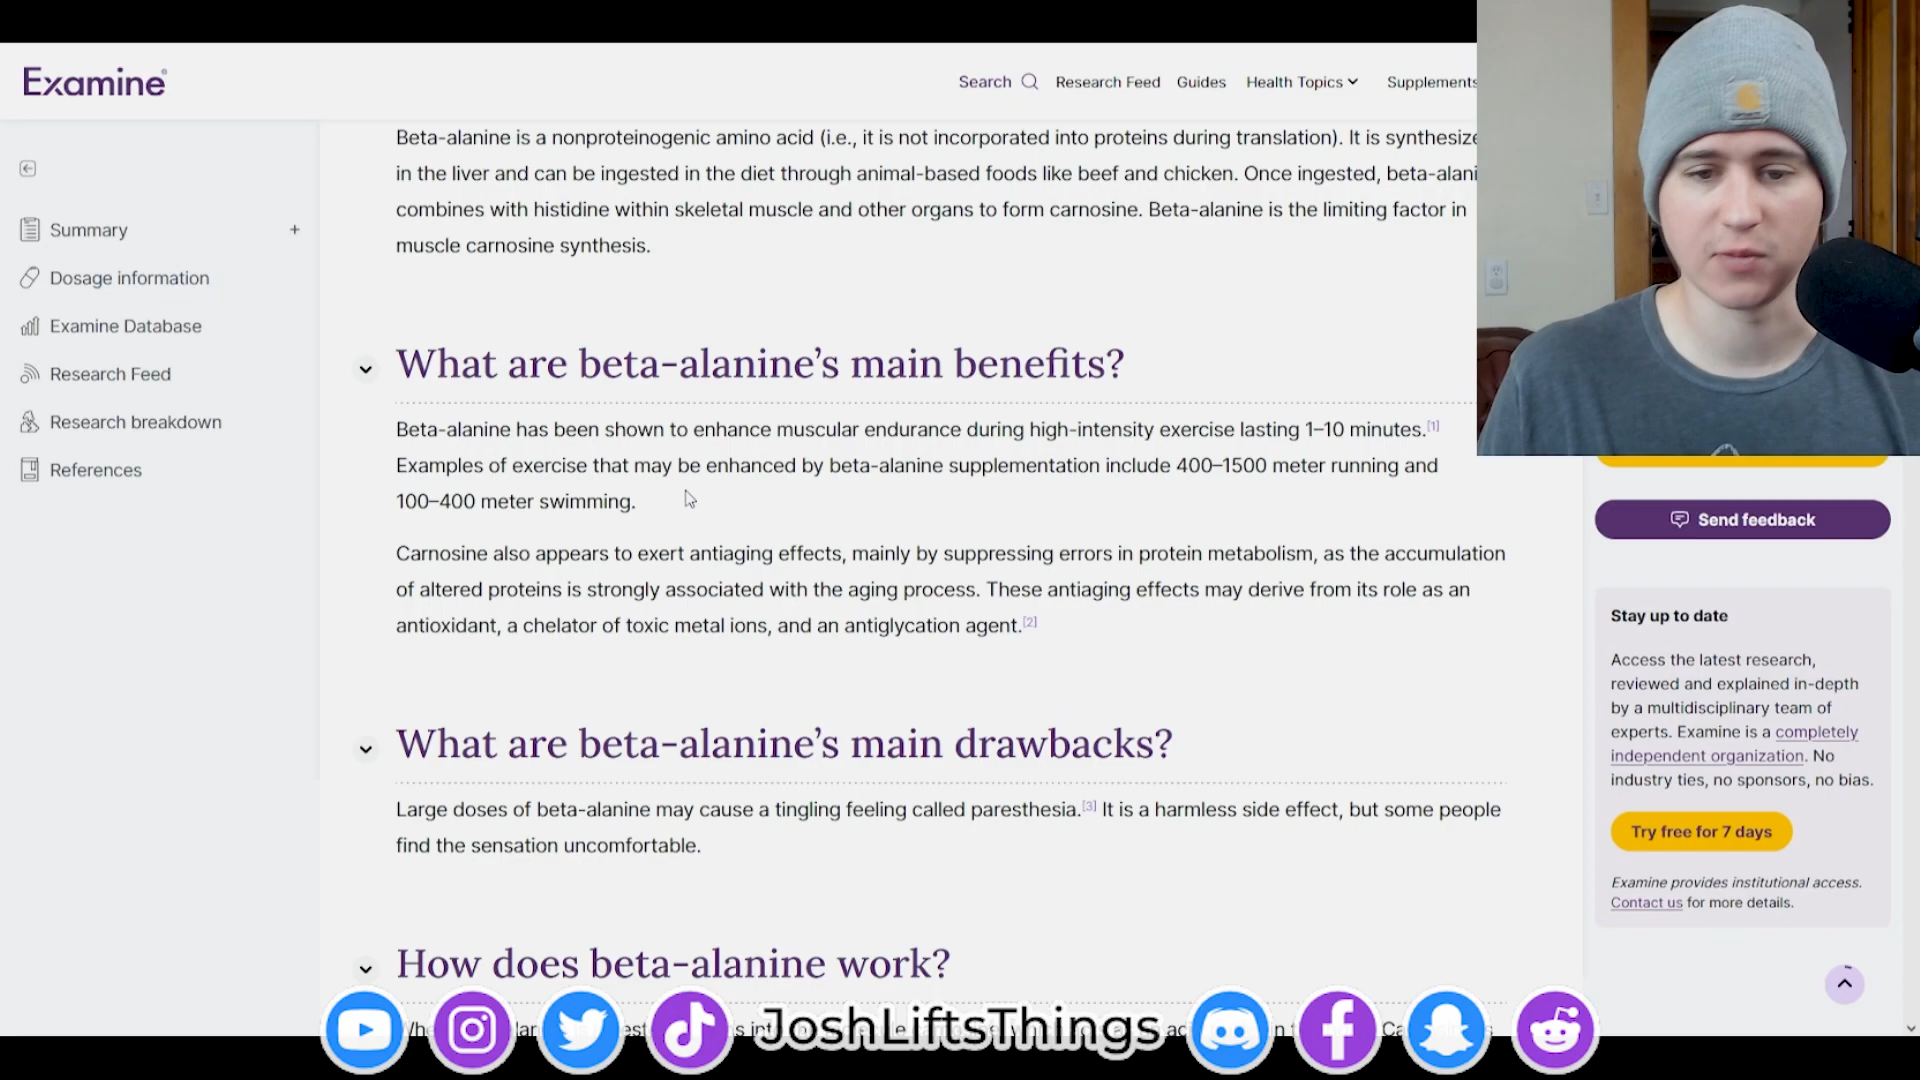 Examine
Search Research Feed Guides Health Topics Supplements
Beta-alanine is a nonproteinogenic amino acid (i.e., it is not incorporated into proteins during translation). It is synthesize
in the liver and can be ingested in the diet through animal-based foods like beef and chicken. Once ingested, beta-alani
combines with histidine within skeletal muscle and other organs to form carnosine. Beta-alanine is the limiting factor in
muscle carnosine synthesis.
Summary +
Dosage information
Examine Database
Research Feed
Research breakdown
References
What are beta-alanine’s main benefits?
Beta-alanine has been shown to enhance muscular endurance during high-intensity exercise lasting 1–10 minutes.[1]
Examples of exercise that may be enhanced by beta-alanine supplementation include 400–1500 meter running and
100–400 meter swimming.
Carnosine also appears to exert antiaging effects, mainly by suppressing errors in protein metabolism, as the accumulation
of altered proteins is strongly associated with the aging process. These antiaging effects may derive from its role as an
antioxidant, a chelator of toxic metal ions, and an antiglycation agent.[2]
What are beta-alanine’s main drawbacks?
Large doses of beta-alanine may cause a tingling feeling called paresthesia.[3] It is a harmless side effect, but some people
find the sensation uncomfortable.
How does beta-alanine work?
Send feedback
Stay up to date
Access the latest research,
reviewed and explained in-depth
by a multidisciplinary team of
experts. Examine is a completely
independent organization. No
industry ties, no sponsors, no bias.
Try free for 7 days
Examine provides institutional access.
Contact us for more details.
JoshLiftsThings